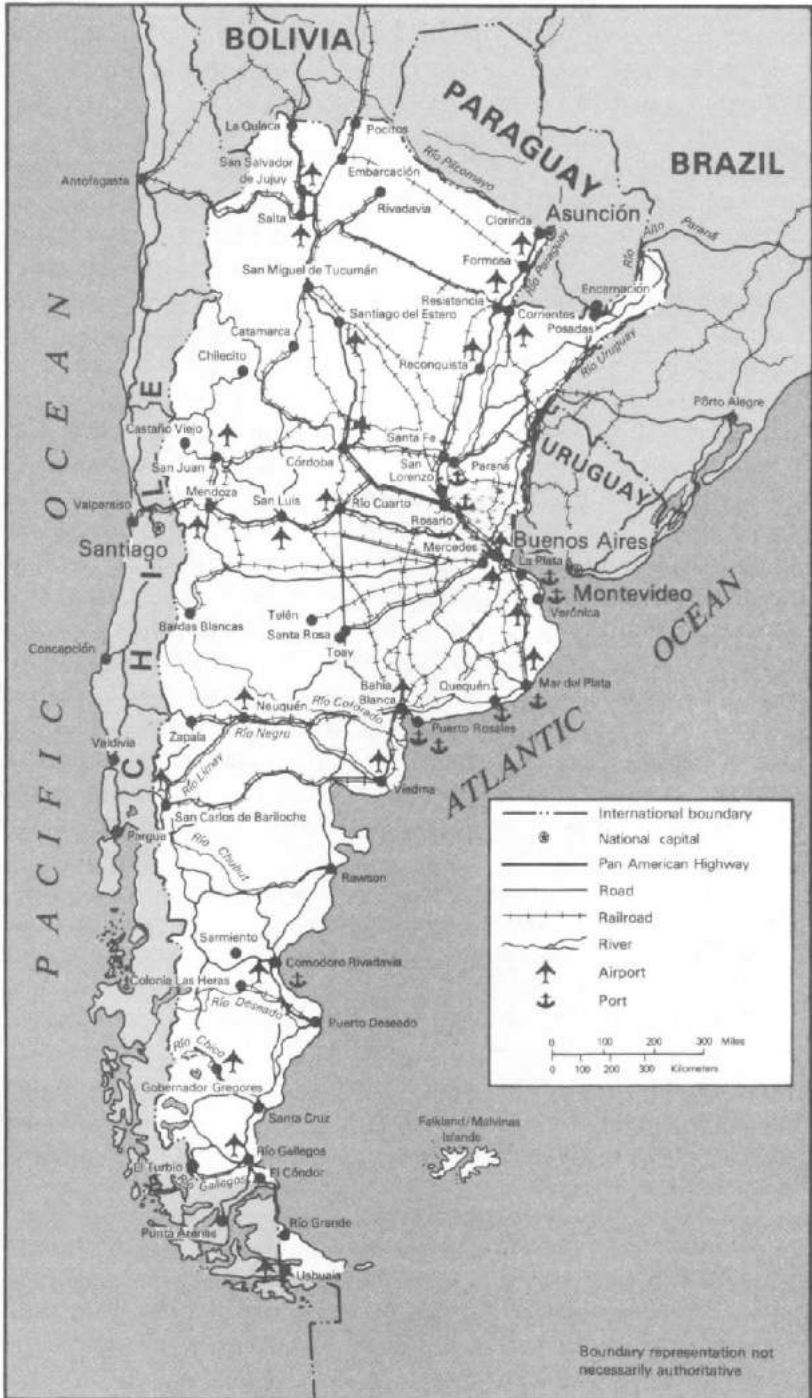 BOLIVIA
PARAGUAY
BRAZIL
La Quiaca
Pocitos
San Salvador
de Jujuy
Embarcación
Río Pilcomayo
Antofagasta
Rivadavia
Salta
Clorinda
Asunción
Río Alto Paraná
Formosa
Río Paraguay
San Miguel de Tucumán
Encarnación
Resistencia
Corrientes
Posadas
Santiago del Estero
Catamarca
Río Uruguay
Reconquista
Chilecito
Pôrto Alegre
Castaño Viejo
Santa Fe
San Juan
Córdoba
San
Lorenzo
Paraná
URUGUAY
Mendoza
San Luis
Río Cuarto
Valparaíso
Rosario
Santiago
Buenos Aires
Mercedes
La Plata
Montevideo
Verónica
Bardas Blancas
Telén
Santa Rosa
Toay
Concepción
CHILE
PACIFIC OCEAN
ATLANTIC OCEAN
Bahía
Blanca
Quequén
Mar del Plata
Neuquén
Río Colorado
Puerto Rosales
Zapala
Río Negro
Valdivia
Río Limay
Viedma
San Carlos de Bariloche
Pargua
Río Chubut
Rawson
Sarmiento
Comodoro Rivadavia
Colonia Las Heras
Río Deseado
Puerto Deseado
Río Chico
Gobernador Gregores
Santa Cruz
Falkland/Malvinas
Islands
Río Gallegos
El Turbio
Gallegos
El Cóndor
Punta Arenas
Río Grande
Ushuaia
International boundary
National capital
Pan American Highway
Road
Railroad
River
Airport
Port
0 100 200 300 Miles
0 100 200 300 Kilometers
Boundary representation not
necessarily authoritative